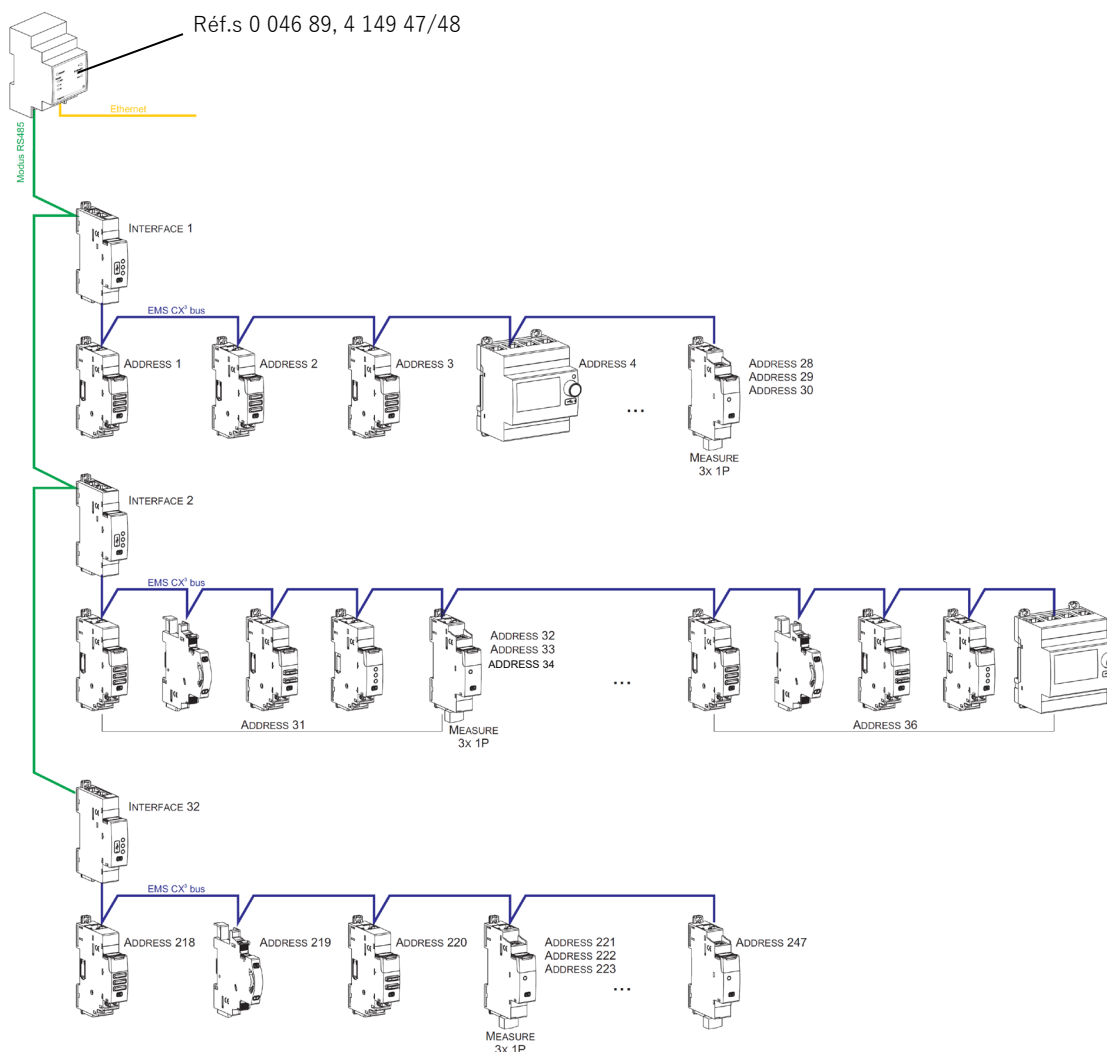 Réf.s 0 046 89, 4 149 47/48
Ethernet
Modus RS485
INTERFACE 1
EMS CX³ bus
ADDRESS 1
ADDRESS 2
ADDRESS 3
ADDRESS 4
...
ADDRESS 28
ADDRESS 29
ADDRESS 30
MEASURE
3X 1P
INTERFACE 2
EMS CX³ bus
ADDRESS 32
ADDRESS 33
ADDRESS 34
...
ADDRESS 31
MEASURE
3X 1P
ADDRESS 36
INTERFACE 32
EMS CX³ bus
ADDRESS 218
ADDRESS 219
ADDRESS 220
ADDRESS 221
ADDRESS 222
ADDRESS 223
...
ADDRESS 247
MEASURE
3X 1P